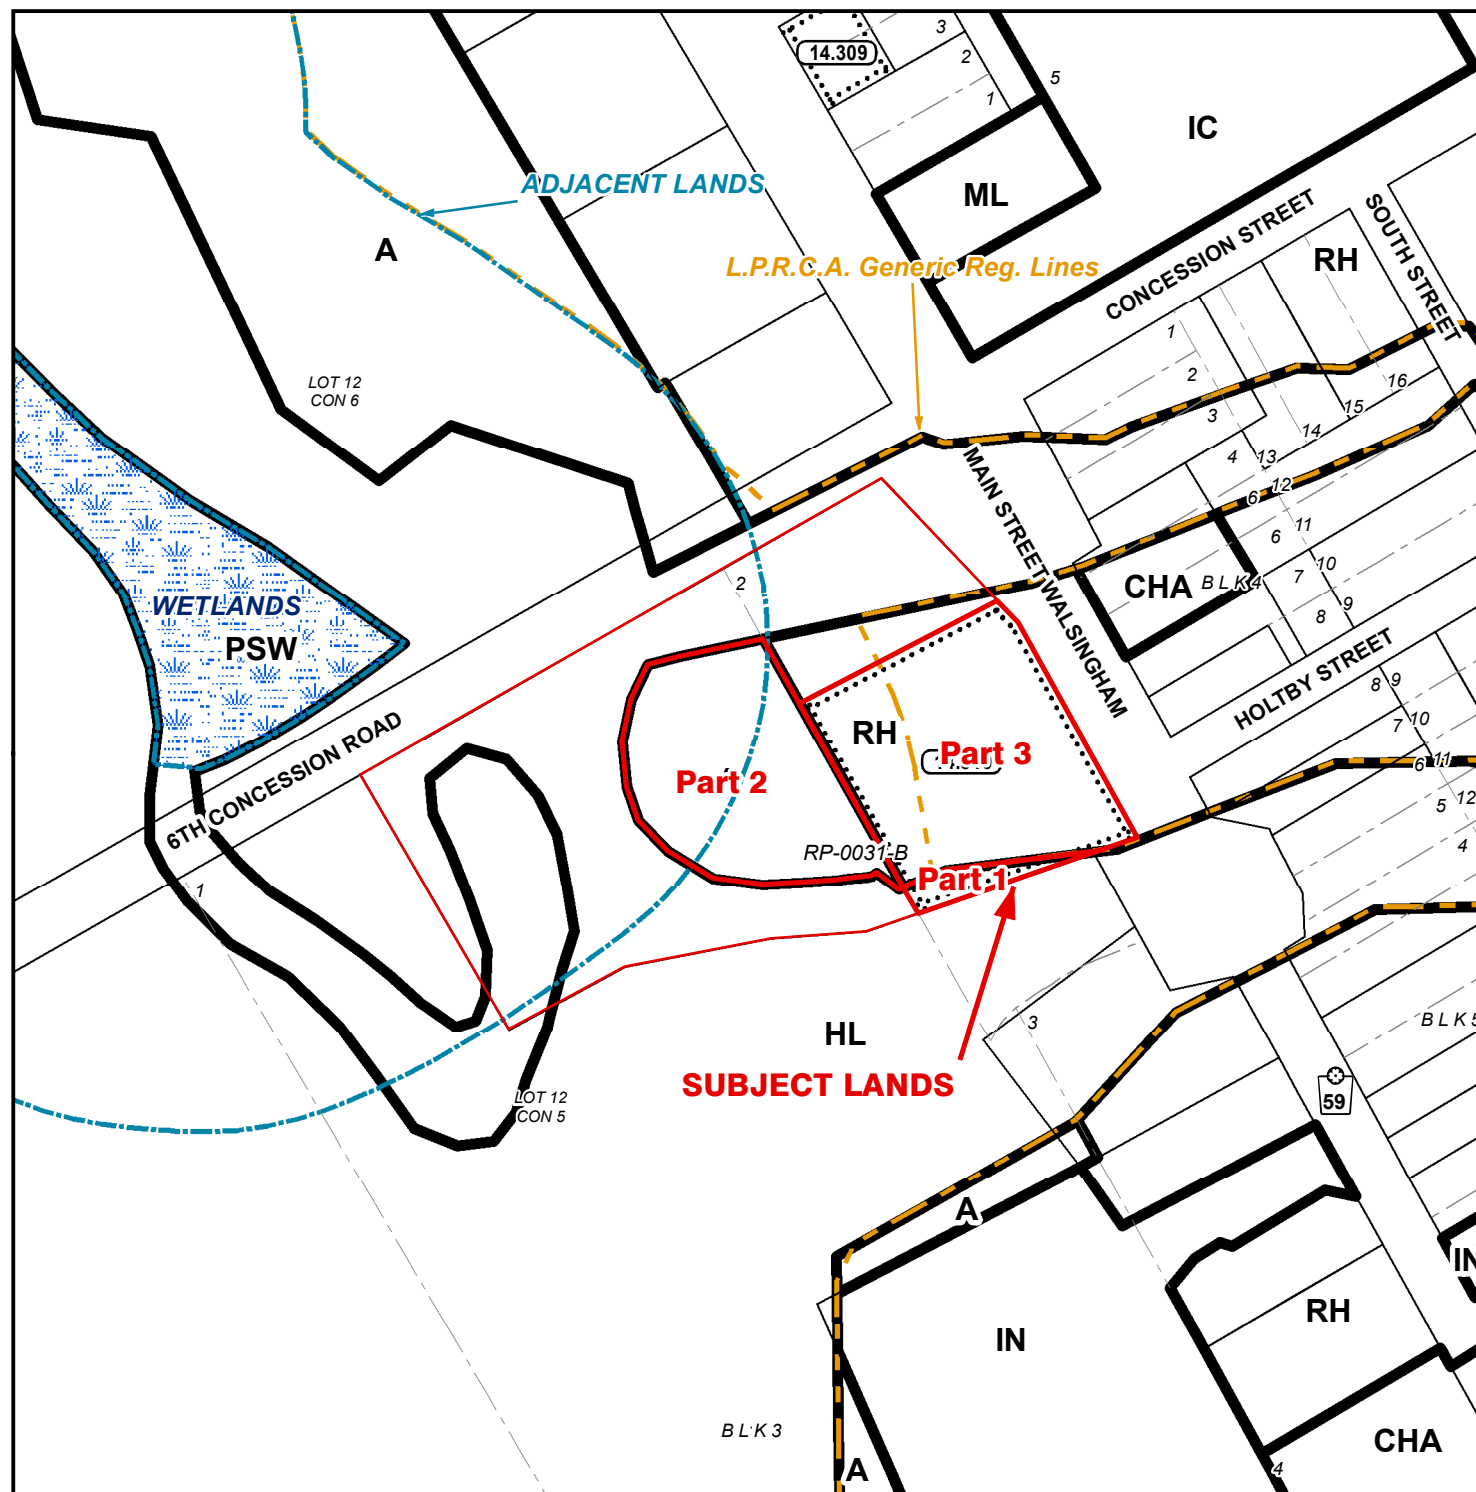 3
14.309
2
5
1
IC
ADJACENT LANDS
ML
A
L.P.R.C.A. Generic Reg. Lines
CONCESSION STREET
SOUTH STREET
RH
1
2
16
LOT 12
CON 6
3
15
14
MAIN STREET WALSINGHAM
4
13
12
6
11
6
2
CHA
BLK 4
10
7
9
8
WETLANDS
PSW
HOLTBY STREET
8
9
6TH CONCESSION ROAD
RH
Part 3
10
7
11
6
Part 2
12
5
4
RP-0031-B
Part 1
1
3
HL
BLK 5
SUBJECT LANDS
59
LOT 12
CON 5
A
IN
RH
IN
BLK 3
CHA
A
4